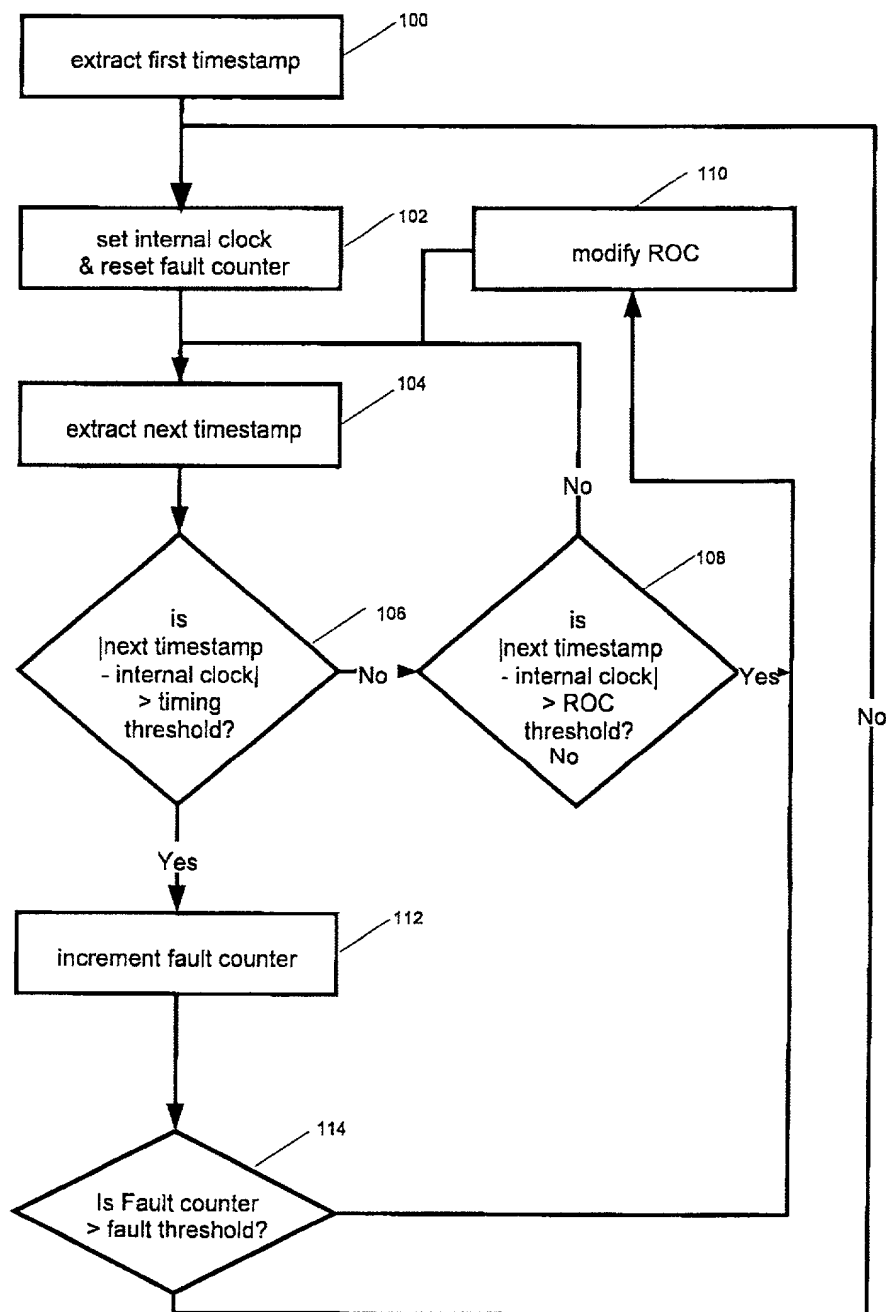 100
extract first timestamp
110
102
set internal clock
& reset fault counter
modify ROC
104
extract next timestamp
No
108
106
is
|next timestamp
- internal clock|
> timing
threshold?
No
is
|next timestamp
- internal clock|
> ROC
threshold?
No
Yes
No
Yes
112
increment fault counter
114
Is Fault counter
> fault threshold?